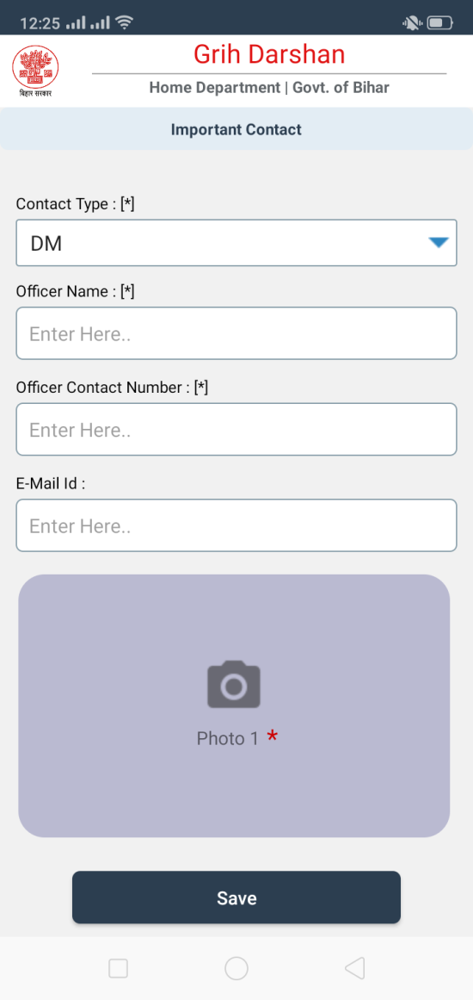 12:25
Grih Darshan
बिहार सरकार
Home Department | Govt. of Bihar
Important Contact
Contact Type : [*]
DM
Officer Name : [*]
Enter Here..
Officer Contact Number : [*]
Enter Here..
E-Mail Id :
Enter Here..
Photo 1 *
Save